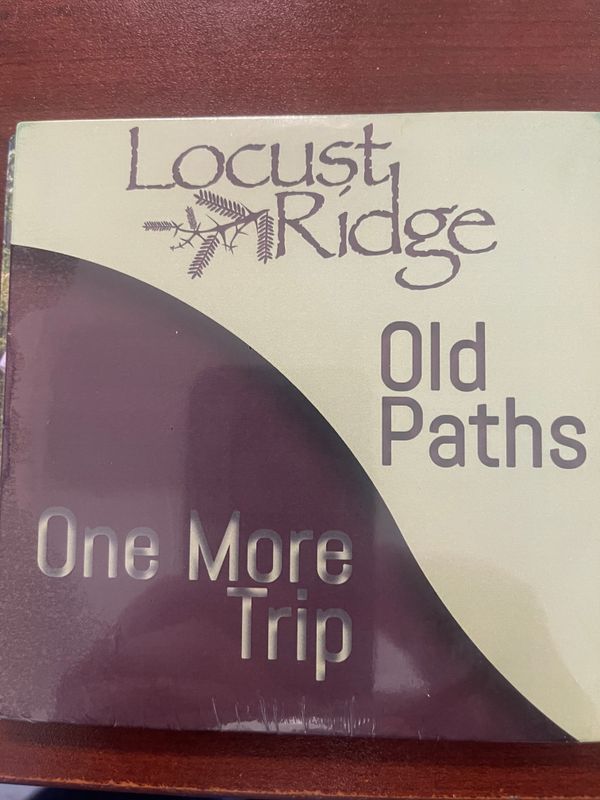 Locust
Ridge
Old
Paths
One More
Trip